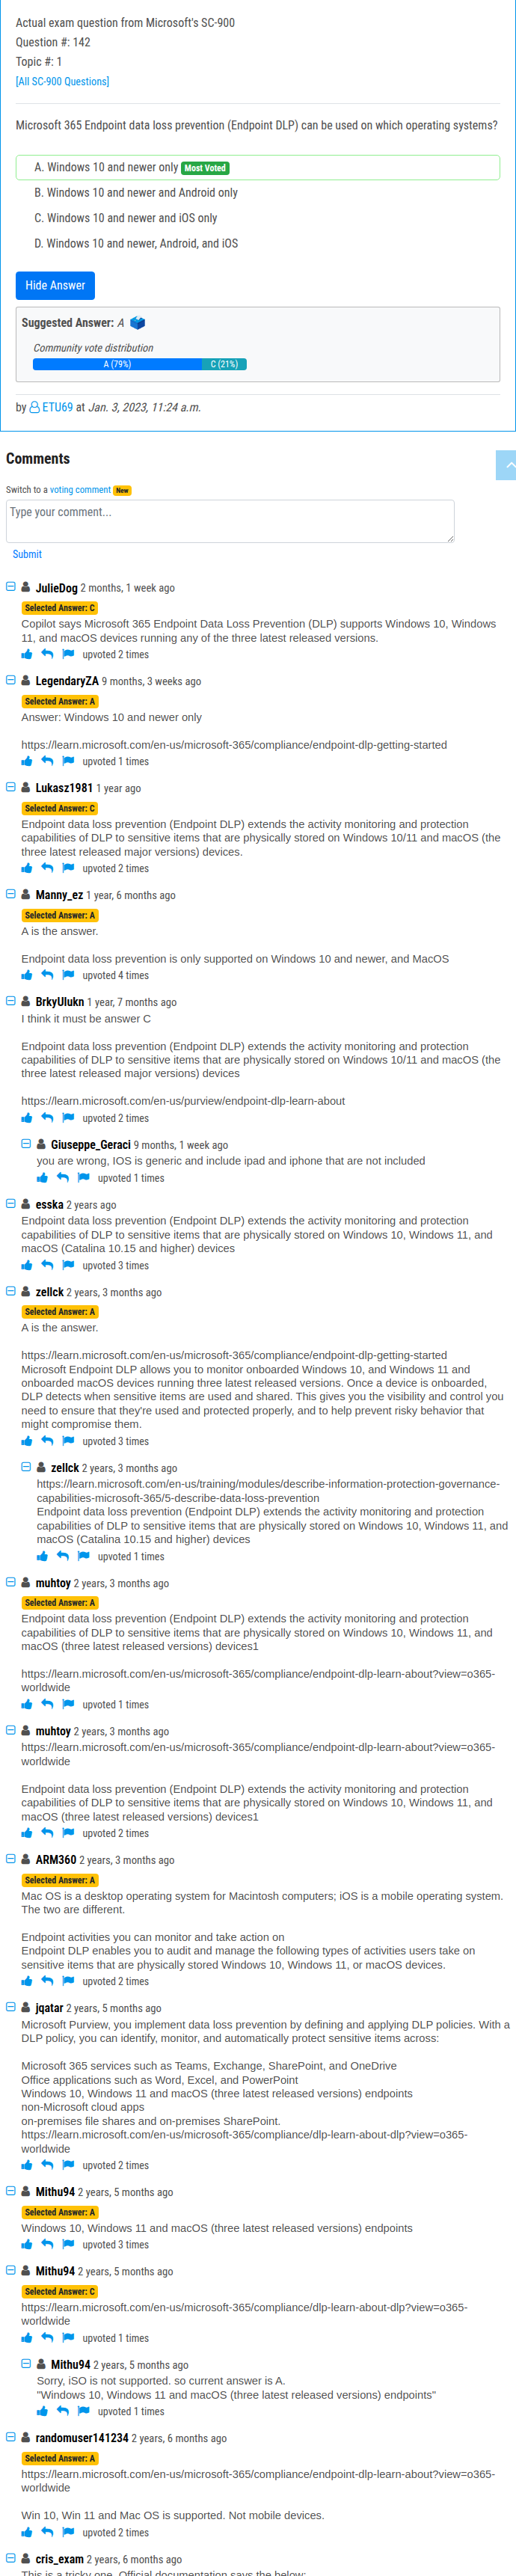 Actual exam question from Microsoft's SC-900
Question #: 142
Topic #: 1
[All SC-900 Questions]
Microsoft 365 Endpoint data loss prevention (Endpoint DLP) can be used on which operating systems?
A. Windows 10 and newer only Most Voted
B. Windows 10 and newer and Android only
C. Windows 10 and newer and iOS only
D. Windows 10 and newer, Android, and iOS
Hide Answer
Suggested Answer: A
Community vote distribution
A (79%) C (21%)
by ETU69 at Jan. 3, 2023, 11:24 a.m.
Comments
Switch to a voting comment New
Type your comment...
Submit
JulieDog 2 months, 1 week ago
Selected Answer: C
Copilot says Microsoft 365 Endpoint Data Loss Prevention (DLP) supports Windows 10, Windows
11, and macOS devices running any of the three latest released versions.
upvoted 2 times
LegendaryZA 9 months, 3 weeks ago
Selected Answer: A
Answer: Windows 10 and newer only
https://learn.microsoft.com/en-us/microsoft-365/compliance/endpoint-dlp-getting-started
upvoted 1 times
Lukasz1981 1 year ago
Selected Answer: C
Endpoint data loss prevention (Endpoint DLP) extends the activity monitoring and protection
capabilities of DLP to sensitive items that are physically stored on Windows 10/11 and macOS (the
three latest released major versions) devices.
upvoted 2 times
Manny_ez 1 year, 6 months ago
Selected Answer: A
A is the answer.
Endpoint data loss prevention is only supported on Windows 10 and newer, and MacOS
upvoted 4 times
BrkyUlukn 1 year, 7 months ago
I think it must be answer C
Endpoint data loss prevention (Endpoint DLP) extends the activity monitoring and protection
capabilities of DLP to sensitive items that are physically stored on Windows 10/11 and macOS (the
three latest released major versions) devices
https://learn.microsoft.com/en-us/purview/endpoint-dlp-learn-about
upvoted 2 times
Giuseppe_Geraci 9 months, 1 week ago
you are wrong, IOS is generic and include ipad and iphone that are not included
upvoted 1 times
esska 2 years ago
Endpoint data loss prevention (Endpoint DLP) extends the activity monitoring and protection
capabilities of DLP to sensitive items that are physically stored on Windows 10, Windows 11, and
macOS (Catalina 10.15 and higher) devices
upvoted 3 times
zellck 2 years, 3 months ago
Selected Answer: A
A is the answer.
https://learn.microsoft.com/en-us/microsoft-365/compliance/endpoint-dlp-getting-started
Microsoft Endpoint DLP allows you to monitor onboarded Windows 10, and Windows 11 and
onboarded macOS devices running three latest released versions. Once a device is onboarded,
DLP detects when sensitive items are used and shared. This gives you the visibility and control you
need to ensure that they're used and protected properly, and to help prevent risky behavior that
might compromise them.
upvoted 3 times
zellck 2 years, 3 months ago
https://learn.microsoft.com/en-us/training/modules/describe-information-protection-governance-
capabilities-microsoft-365/5-describe-data-loss-prevention
Endpoint data loss prevention (Endpoint DLP) extends the activity monitoring and protection
capabilities of DLP to sensitive items that are physically stored on Windows 10, Windows 11, and
macOS (Catalina 10.15 and higher) devices
upvoted 1 times
muhtoy 2 years, 3 months ago
Selected Answer: A
Endpoint data loss prevention (Endpoint DLP) extends the activity monitoring and protection
capabilities of DLP to sensitive items that are physically stored on Windows 10, Windows 11, and
macOS (three latest released versions) devices1
https://learn.microsoft.com/en-us/microsoft-365/compliance/endpoint-dlp-learn-about?view=o365-
worldwide
upvoted 1 times
muhtoy 2 years, 3 months ago
https://learn.microsoft.com/en-us/microsoft-365/compliance/endpoint-dlp-learn-about?view=o365-
worldwide
Endpoint data loss prevention (Endpoint DLP) extends the activity monitoring and protection
capabilities of DLP to sensitive items that are physically stored on Windows 10, Windows 11, and
macOS (three latest released versions) devices1
upvoted 2 times
ARM360 2 years, 3 months ago
Selected Answer: A
Mac OS is a desktop operating system for Macintosh computers; iOS is a mobile operating system.
The two are different.
Endpoint activities you can monitor and take action on
Endpoint DLP enables you to audit and manage the following types of activities users take on
sensitive items that are physically stored Windows 10, Windows 11, or macOS devices.
upvoted 2 times
jqatar 2 years, 5 months ago
Microsoft Purview, you implement data loss prevention by defining and applying DLP policies. With a
DLP policy, you can identify, monitor, and automatically protect sensitive items across:
Microsoft 365 services such as Teams, Exchange, SharePoint, and OneDrive
Office applications such as Word, Excel, and PowerPoint
Windows 10, Windows 11 and macOS (three latest released versions) endpoints
non-Microsoft cloud apps
on-premises file shares and on-premises SharePoint.
https://learn.microsoft.com/en-us/microsoft-365/compliance/dlp-learn-about-dlp?view=o365-
worldwide
upvoted 2 times
Mithu94 2 years, 5 months ago
Selected Answer: A
Windows 10, Windows 11 and macOS (three latest released versions) endpoints
upvoted 3 times
Mithu94 2 years, 5 months ago
Selected Answer: C
https://learn.microsoft.com/en-us/microsoft-365/compliance/dlp-learn-about-dlp?view=o365-
worldwide
upvoted 1 times
Mithu94 2 years, 5 months ago
Sorry, iSO is not supported. so current answer is A.
"Windows 10, Windows 11 and macOS (three latest released versions) endpoints"
upvoted 1 times
randomuser141234 2 years, 6 months ago
Selected Answer: A
https://learn.microsoft.com/en-us/microsoft-365/compliance/endpoint-dlp-learn-about?view=o365-
worldwide
Win 10, Win 11 and Mac OS is supported. Not mobile devices.
upvoted 2 times
cris_exam 2 years, 6 months ago
This is a tricky one. Official documentation says the below: